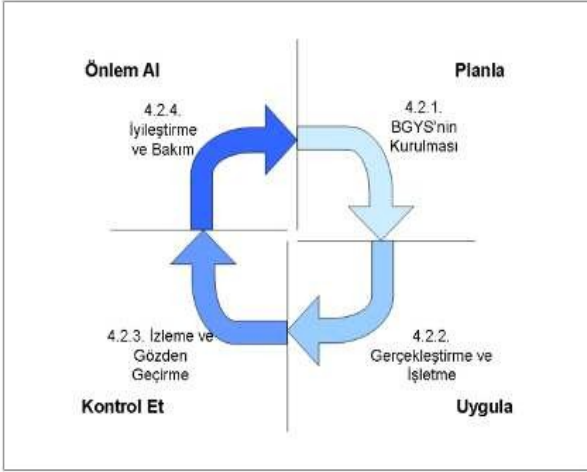 Önlem Al
Planla
4.2.4.
İyileştirme
ve Bakım
4.2.1.
BGYS'nin
Kurulması
4.2.3. İzleme ve
Gözden
Geçirme
4.2.2.
Gerçekleştirme ve
İşletme
Kontrol Et
Uygula